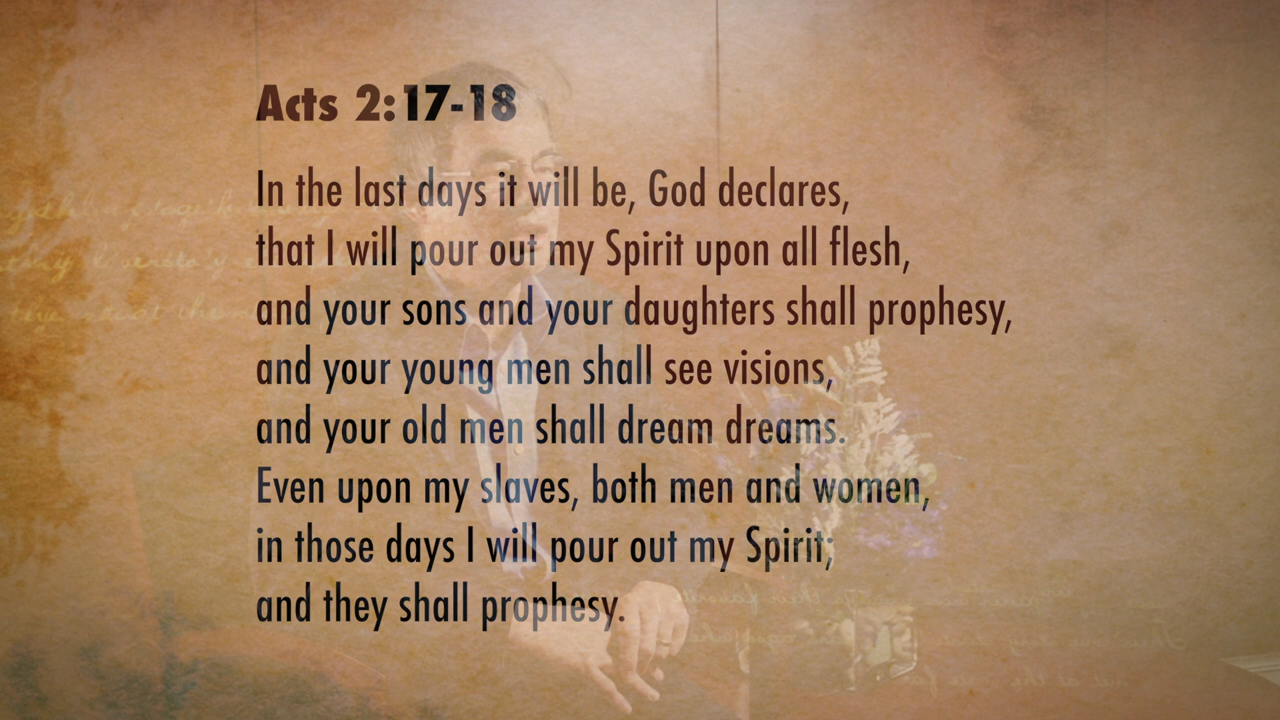 Acts 2:17-18
In the last days it will be, God declares,
that I will pour out my Spirit upon all flesh,
and your sons and your daughters shall prophesy,
and your young men shall see visions,
and your old men shall dream dreams.
Even upon my slaves, both men and women,
in those days I will pour out my Spirit;
and they shall prophesy.